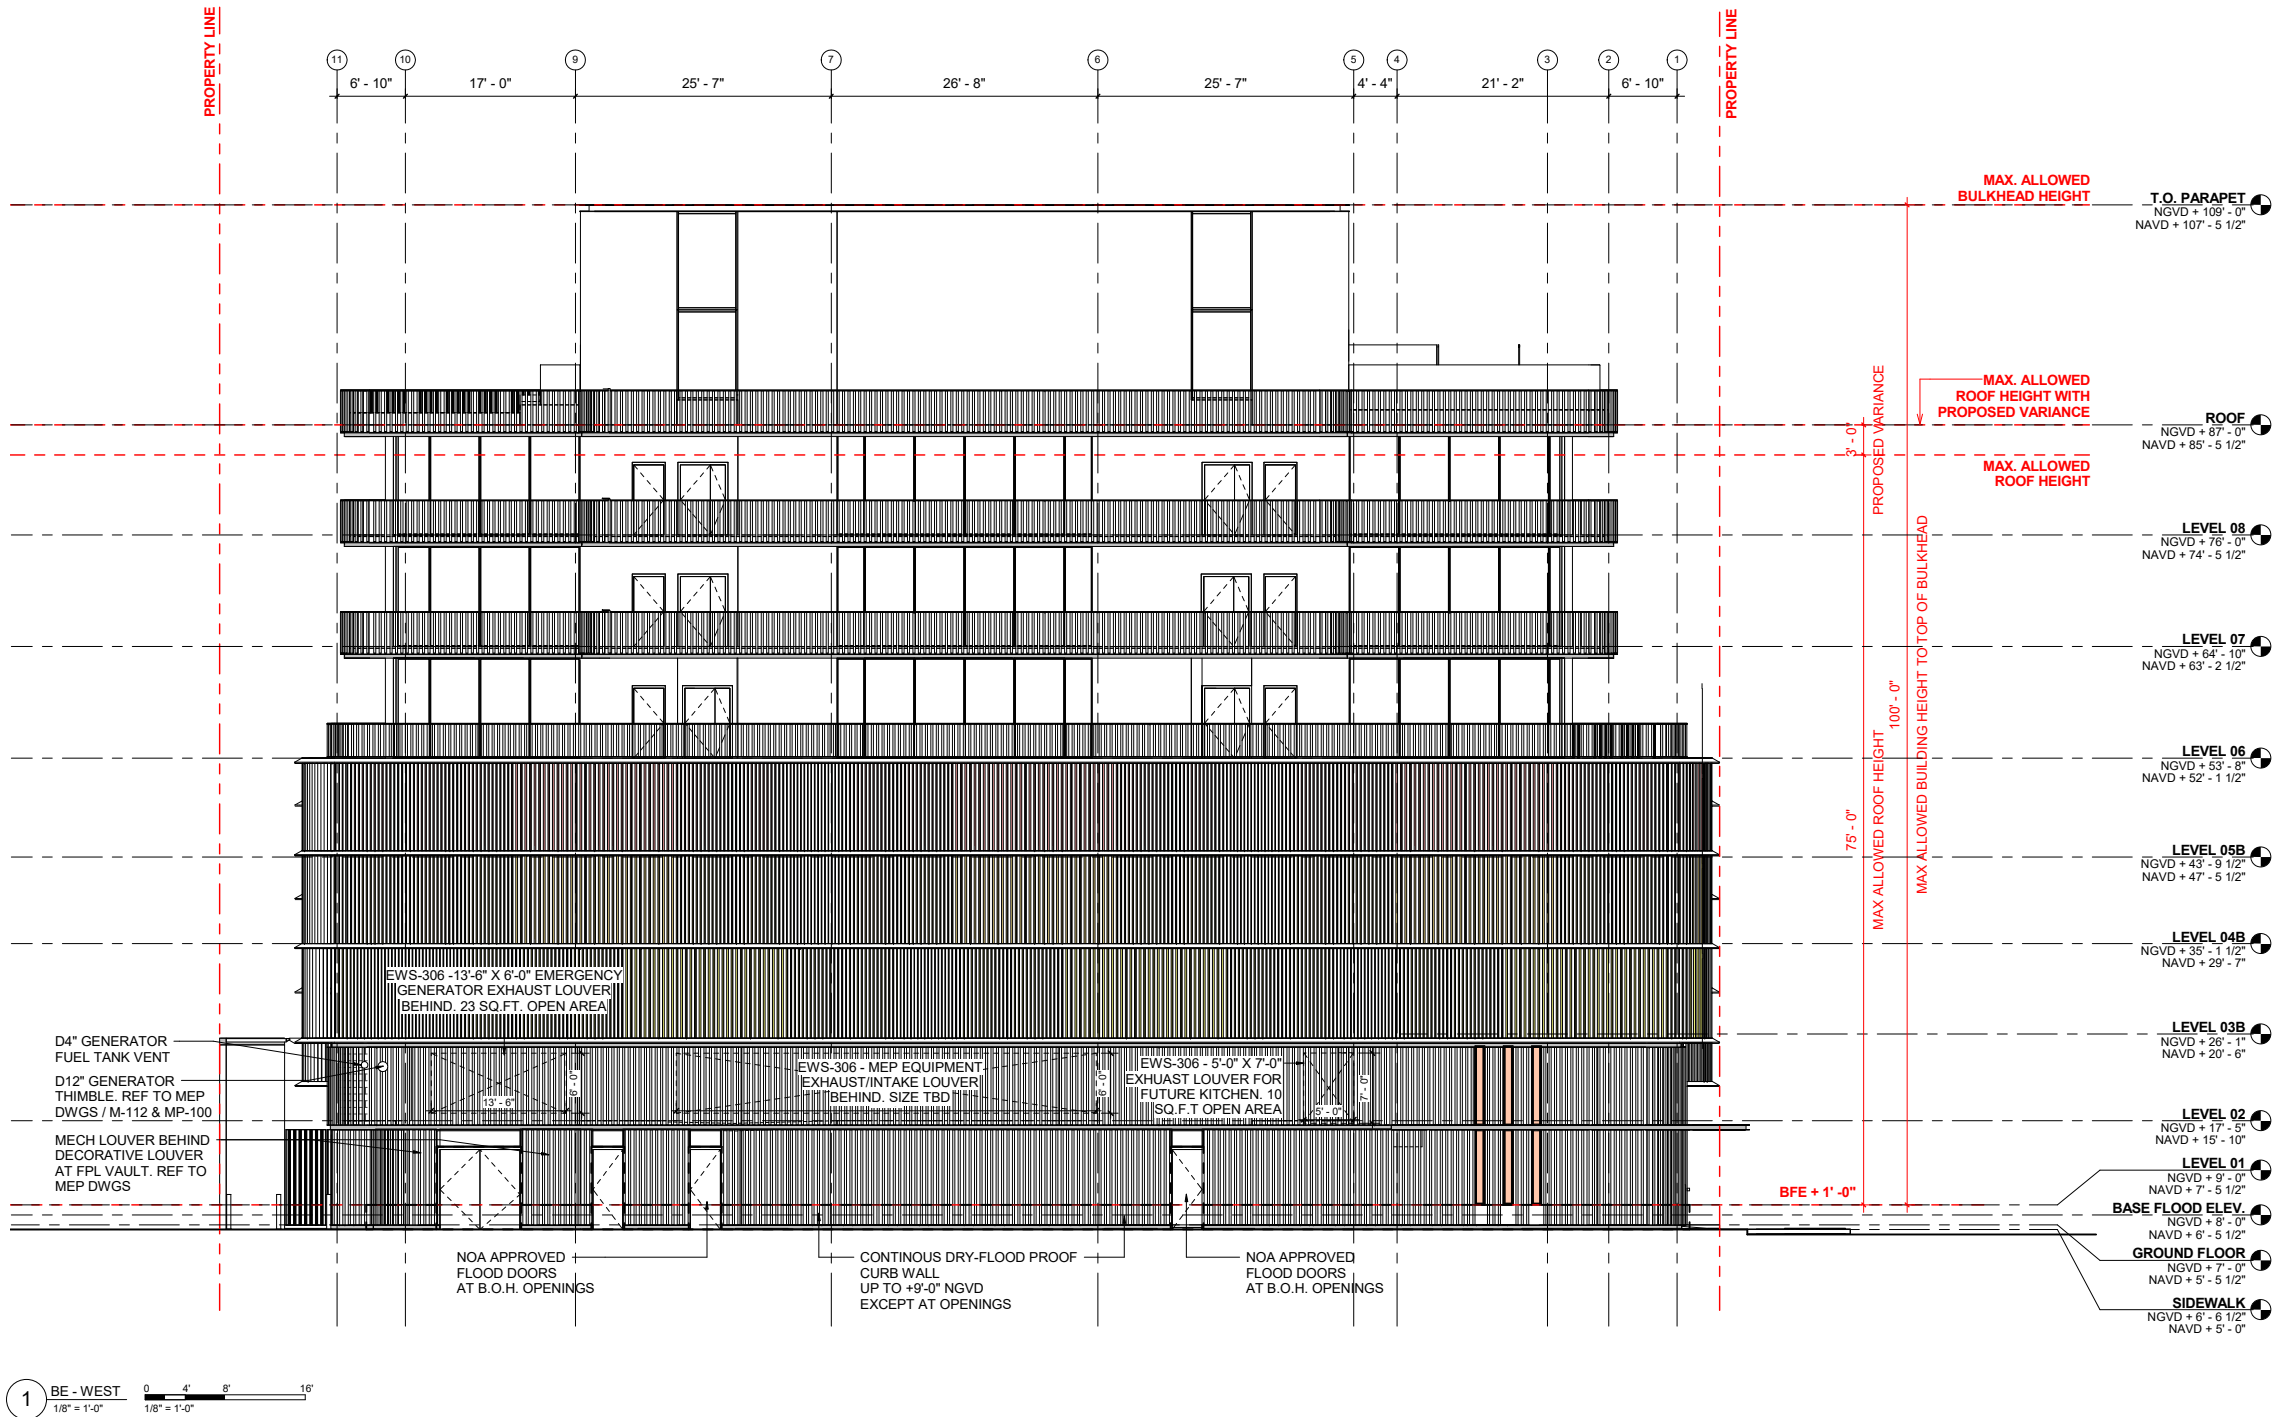 PROPERTY LINE
PROPERTY LINE
11
10
9
7
6
5
4
3
2
1
6' - 10"
17' - 0"
25' - 7"
26' - 8"
25' - 7"
4' - 4"
21' - 2"
6' - 10"
MAX. ALLOWED
BULKHEAD HEIGHT
T.O. PARAPET
NGVD + 109' - 0"
NAVD + 107' - 5 1/2"
MAX. ALLOWED
ROOF HEIGHT WITH
PROPOSED VARIANCE
ROOF
NGVD + 87' - 0"
NAVD + 85' - 5 1/2"
3' - 0"
PROPOSED VARIANCE
MAX. ALLOWED
ROOF HEIGHT
LEVEL 08
NGVD + 76' - 0"
NAVD + 74' - 5 1/2"
LEVEL 07
NGVD + 64' - 10"
NAVD + 63' - 2 1/2"
100' - 0"
MAX ALLOWED BUILDING HEIGHT TO TOP OF BULKHEAD
75' - 0"
MAX ALLOWED ROOF HEIGHT
LEVEL 06
NGVD + 53' - 8"
NAVD + 52' - 1 1/2"
LEVEL 05B
NGVD + 43' - 9 1/2"
NAVD + 47' - 5 1/2"
LEVEL 04B
NGVD + 35' - 1 1/2"
NAVD + 29' - 7"
LEVEL 03B
NGVD + 26' - 1"
NAVD + 20' - 6"
LEVEL 02
NGVD + 17' - 5"
NAVD + 15' - 10"
LEVEL 01
NGVD + 9' - 0"
NAVD + 7' - 5 1/2"
BFE + 1' -0"
BASE FLOOD ELEV.
NGVD + 8' - 0"
NAVD + 6' - 5 1/2"
GROUND FLOOR
NGVD + 7' - 0"
NAVD + 5' - 5 1/2"
SIDEWALK
NGVD + 6' - 6 1/2"
NAVD + 5' - 0"
EWS-306 -13'-6" X 6'-0" EMERGENCY
GENERATOR EXHAUST LOUVER
BEHIND. 23 SQ.FT. OPEN AREA
D4" GENERATOR
FUEL TANK VENT
D12" GENERATOR
THIMBLE. REF TO MEP
DWGS / M-112 & MP-100
MECH LOUVER BEHIND
DECORATIVE LOUVER
AT FPL VAULT. REF TO
MEP DWGS
13' - 6"
6' - 0"
EWS-306 - MEP EQUIPMENT
EXHAUST/INTAKE LOUVER
BEHIND. SIZE TBD
6' - 0"
EWS-306 - 5'-0" X 7'-0"
EXHUAST LOUVER FOR
FUTURE KITCHEN. 10
SQ.F.T OPEN AREA
5' - 0"
7' - 0"
NOA APPROVED
FLOOD DOORS
AT B.O.H. OPENINGS
CONTINOUS DRY-FLOOD PROOF
CURB WALL
UP TO +9'-0" NGVD
EXCEPT AT OPENINGS
NOA APPROVED
FLOOD DOORS
AT B.O.H. OPENINGS
1
BE - WEST
1/8" = 1'-0"
0 4' 8' 16'
1/8" = 1'-0"